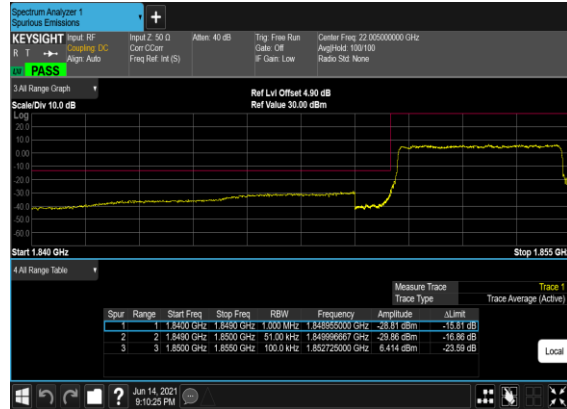 Spectrum Analyzer 1
Spurious Emissions
KEYSIGHT Input: RF Input Z: 50 Ω Atten: 40 dB Trig: Free Run Center Freq: 22.005000000 GHz
R T Coupling: DC Corr CCorr Gate: Off Avg|Hold: 100/100
Align: Auto Freq Ref: Int (S) IF Gain: Low Radio Std: None
PASS
3 All Range Graph
Ref Lvl Offset 4.90 dB
Scale/Div 10.0 dB Ref Value 30.00 dBm
Log
20.0
10.0
0.00
-10.0
-20.0
-30.0
-40.0
-50.0
-60.0
Start 1.840 GHz Stop 1.855 GH
4 All Range Table
Measure Trace Trace 1
Trace Type Trace Average (Active)
Spur Range Start Freq Stop Freq RBW Frequency Amplitude ΔLimit
1 1 1.8400 GHz 1.8490 GHz 1.000 MHz 1.848955000 GHz -28.81 dBm -15.81 dB
2 2 1.8490 GHz 1.8500 GHz 51.00 kHz 1.849996667 GHz -29.86 dBm -16.86 dB
3 3 1.8500 GHz 1.8550 GHz 100.0 kHz 1.852725000 GHz 6.414 dBm -23.59 dB
Local
? Jun 14, 2021
9:10:25 PM